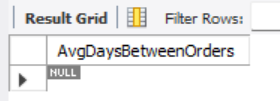 Result Grid Filter Rows:
AvgDaysBetweenOrders
NULL